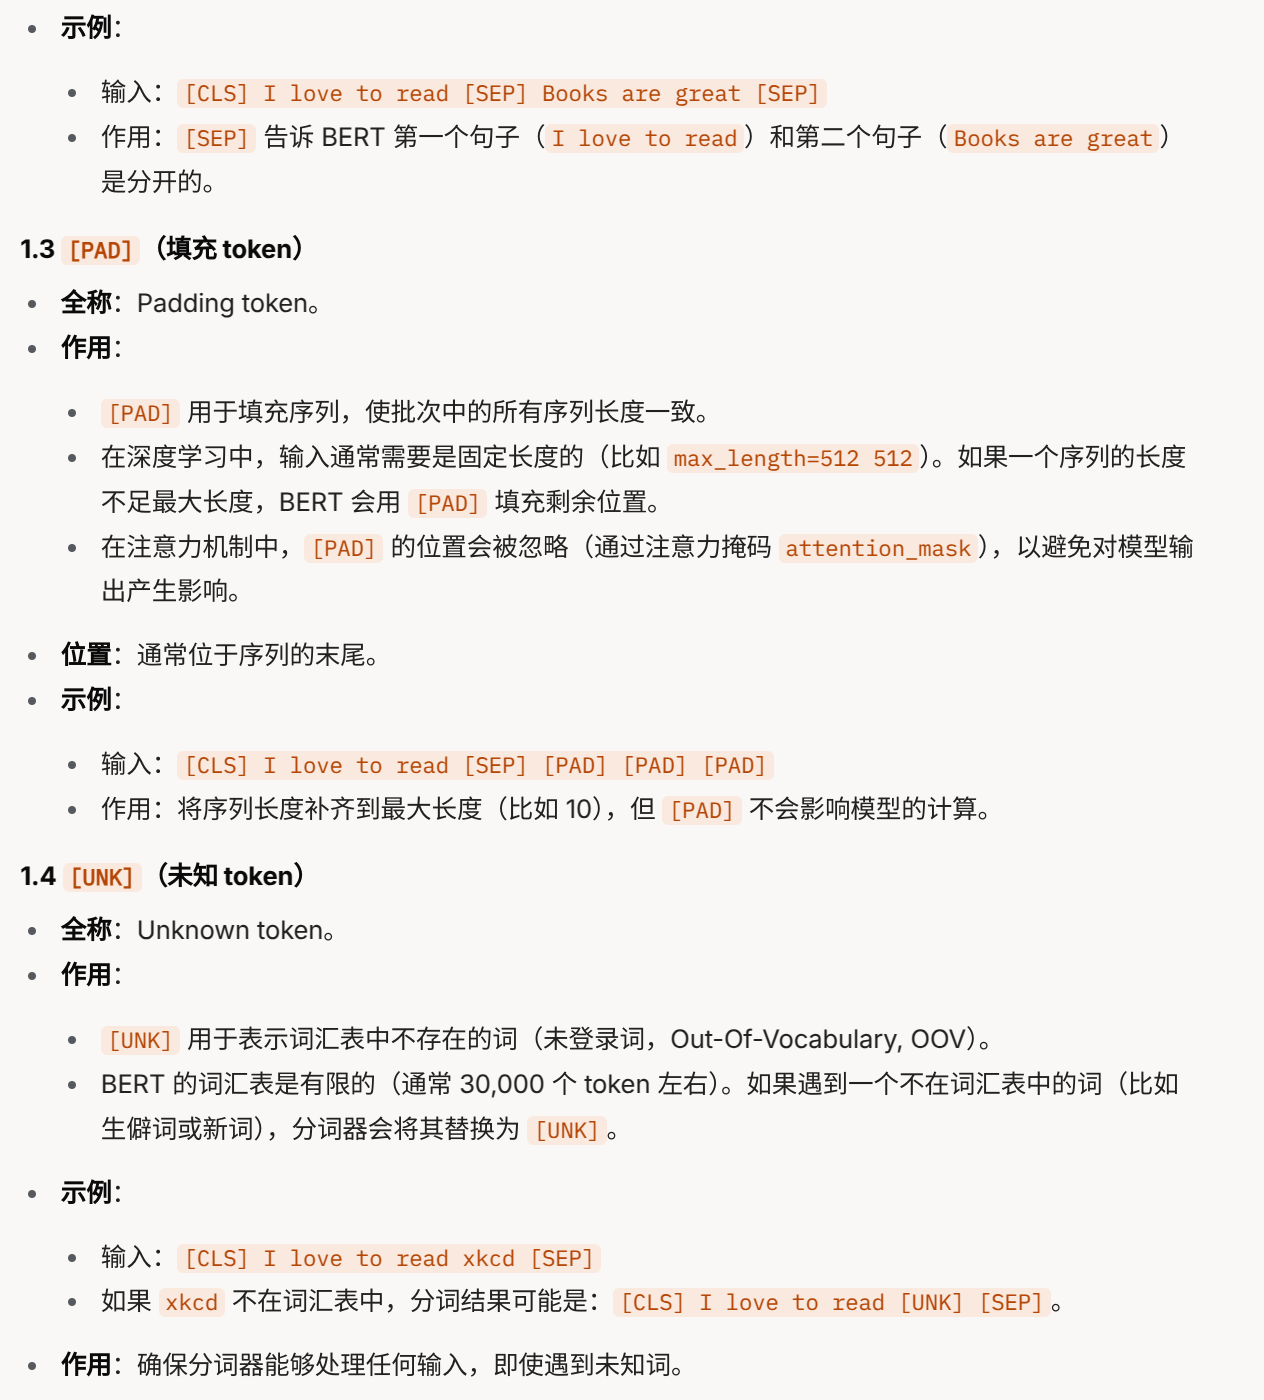 示例：
输入：[CLS] I love to read [SEP] Books are great [SEP]
作用：[SEP] 告诉 BERT 第一个句子（I love to read）和第二个句子（Books are great）
是分开的。
1.3 [PAD]（填充 token）
全称：Padding token。
作用：
[PAD] 用于填充序列，使批次中的所有序列长度一致。
在深度学习中，输入通常需要是固定长度的（比如 max_length=512 512）。如果一个序列的长度
不足最大长度，BERT 会用 [PAD] 填充剩余位置。
在注意力机制中，[PAD] 的位置会被忽略（通过注意力掩码 attention_mask），以避免对模型输
出产生影响。
位置：通常位于序列的末尾。
示例：
输入：[CLS] I love to read [SEP] [PAD] [PAD] [PAD]
作用：将序列长度补齐到最大长度（比如 10），但 [PAD] 不会影响模型的计算。
1.4 [UNK]（未知 token）
全称：Unknown token。
作用：
[UNK] 用于表示词汇表中不存在的词（未登录词，Out-Of-Vocabulary, OOV）。
BERT 的词汇表是有限的（通常 30,000 个 token 左右）。如果遇到一个不在词汇表中的词（比如
生僻词或新词），分词器会将其替换为 [UNK]。
示例：
输入：[CLS] I love to read xkcd [SEP]
如果 xkcd 不在词汇表中，分词结果可能是：[CLS] I love to read [UNK] [SEP]。
作用：确保分词器能够处理任何输入，即使遇到未知词。